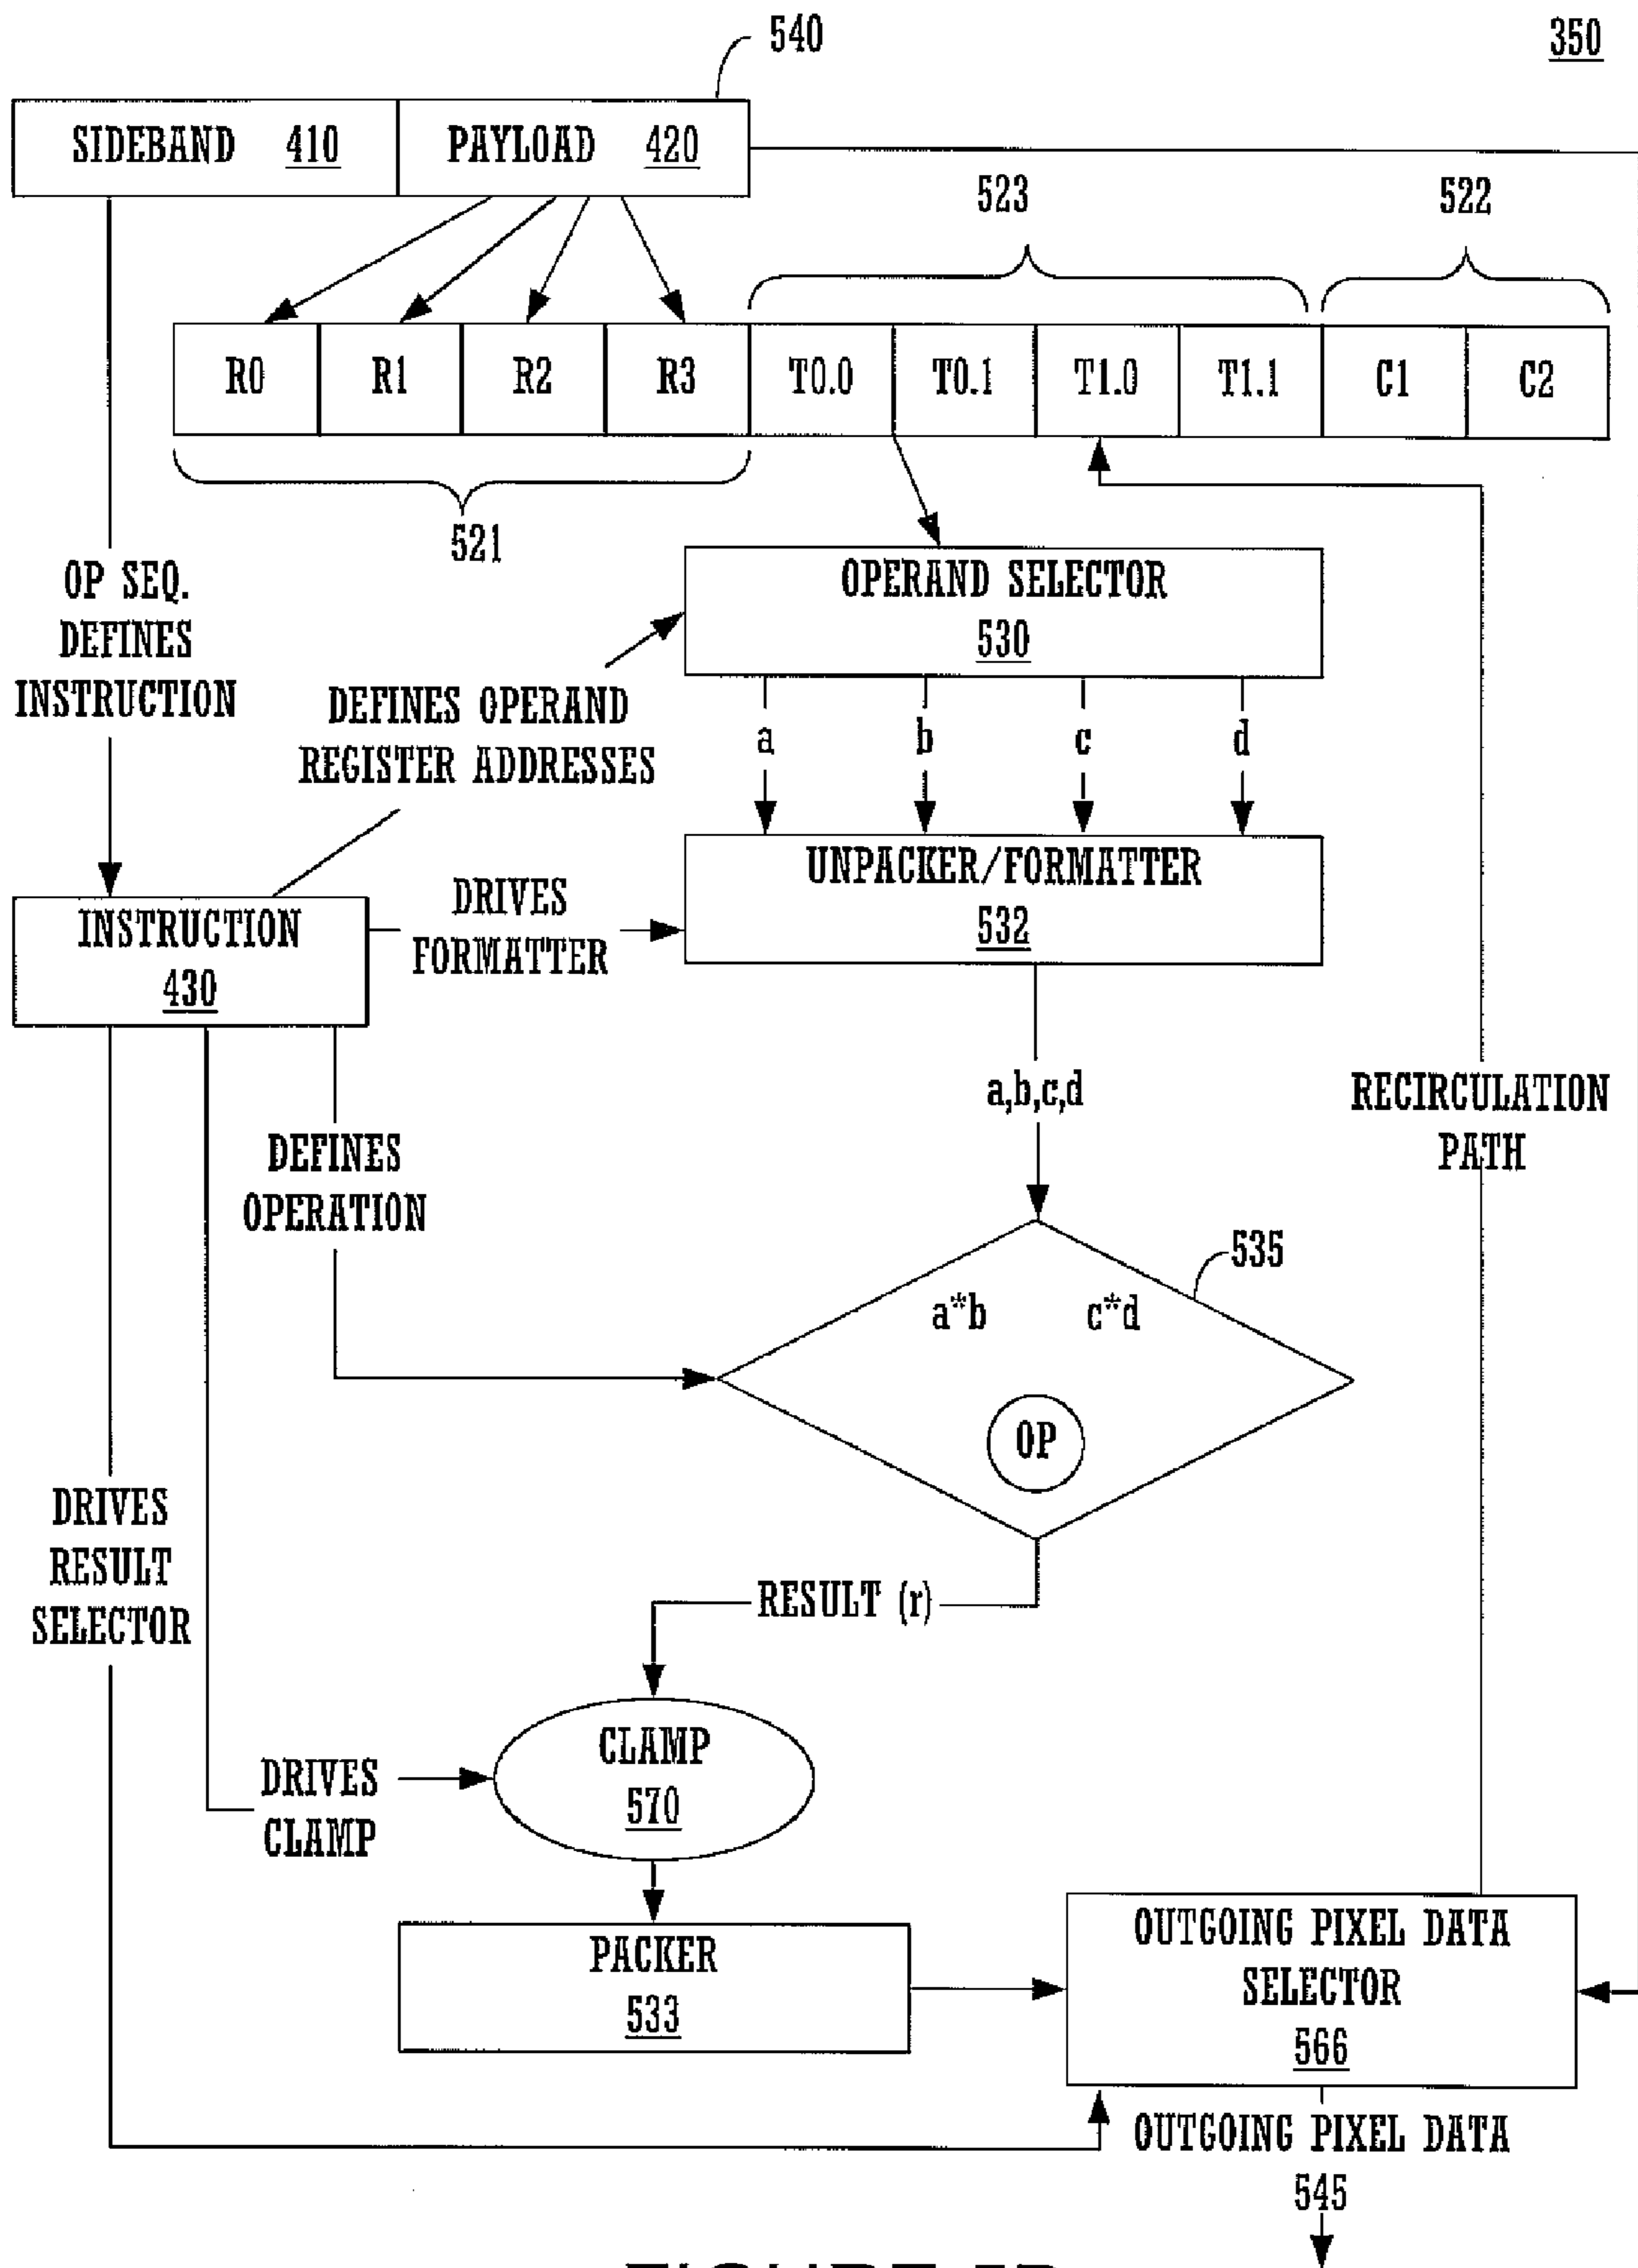 540
350
SIDEBAND 410
PAYLOAD 420
523
522
R0
R1
R2
R3
T0.0
T0.1
T1.0
T1.1
C1
C2
521
OP SEQ.
DEFINES
INSTRUCTION
OPERAND SELECTOR
530
DEFINES OPERAND
REGISTER ADDRESSES
a
b
c
d
UNPACKER/FORMATTER
532
INSTRUCTION
430
DRIVES
FORMATTER
a,b,c,d
RECIRCULATION
PATH
DEFINES
OPERATION
535
a*b
c*d
OP
DRIVES
RESULT
SELECTOR
RESULT (r)
CLAMP
570
DRIVES
CLAMP
PACKER
533
OUTGOING PIXEL DATA
SELECTOR
566
OUTGOING PIXEL DATA
545